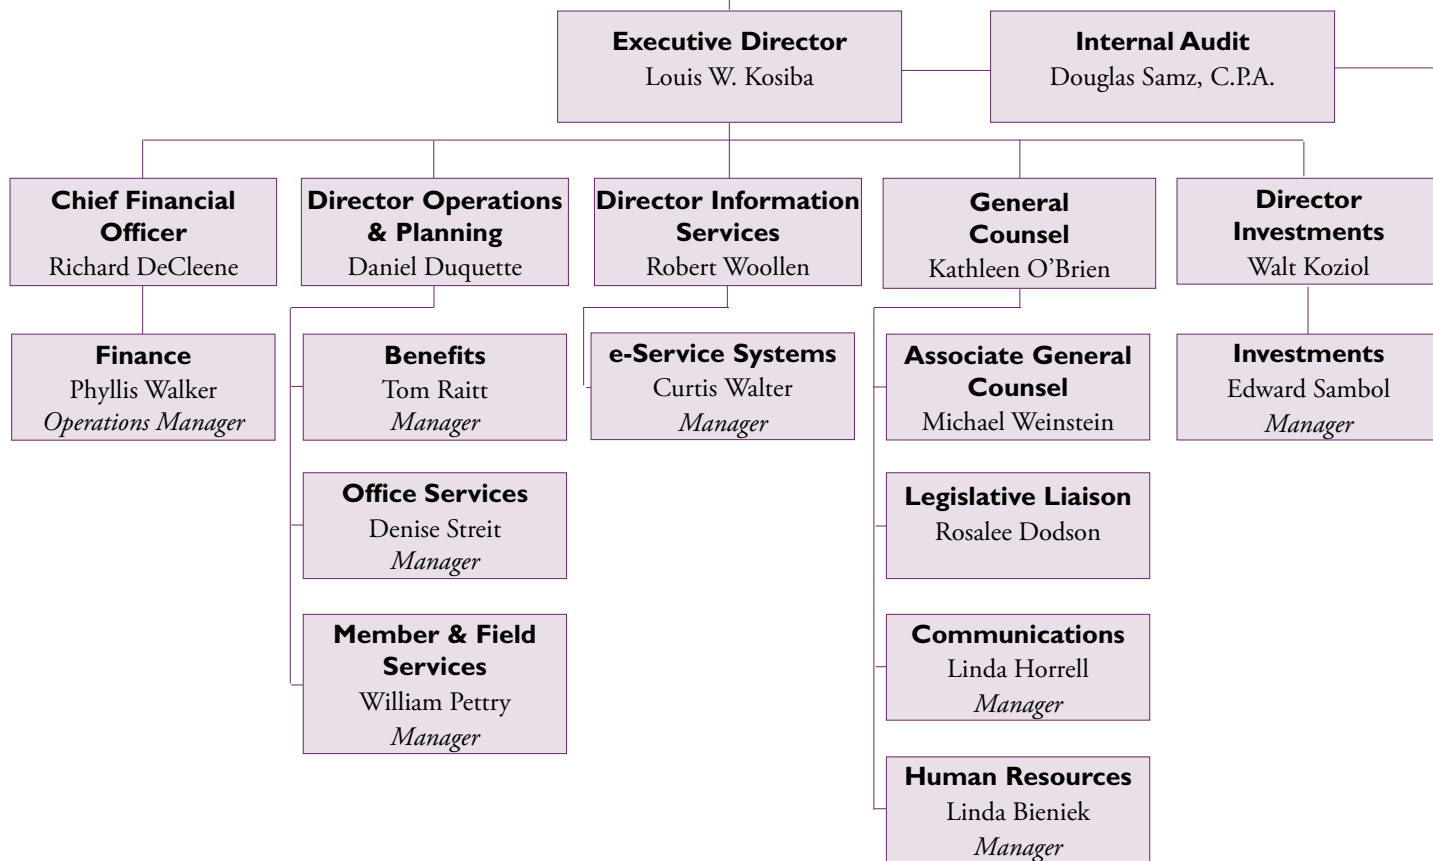 Executive Director
Louis W. Kosiba
Internal Audit
Douglas Samz, C.P.A.
Chief Financial
Officer
Richard DeCleene
Director Operations
& Planning
Daniel Duquette
Director Information
Services
Robert Woollen
General
Counsel
Kathleen O’Brien
Director
Investments
Walt Koziol
Finance
Phyllis Walker
Operations Manager
Benefits
Tom Raitt
Manager
e-Service Systems
Curtis Walter
Manager
Associate General
Counsel
Michael Weinstein
Investments
Edward Sambol
Manager
Office Services
Denise Streit
Manager
Legislative Liaison
Rosalee Dodson
Member & Field
Services
William Pettry
Manager
Communications
Linda Horrell
Manager
Human Resources
Linda Bieniek
Manager